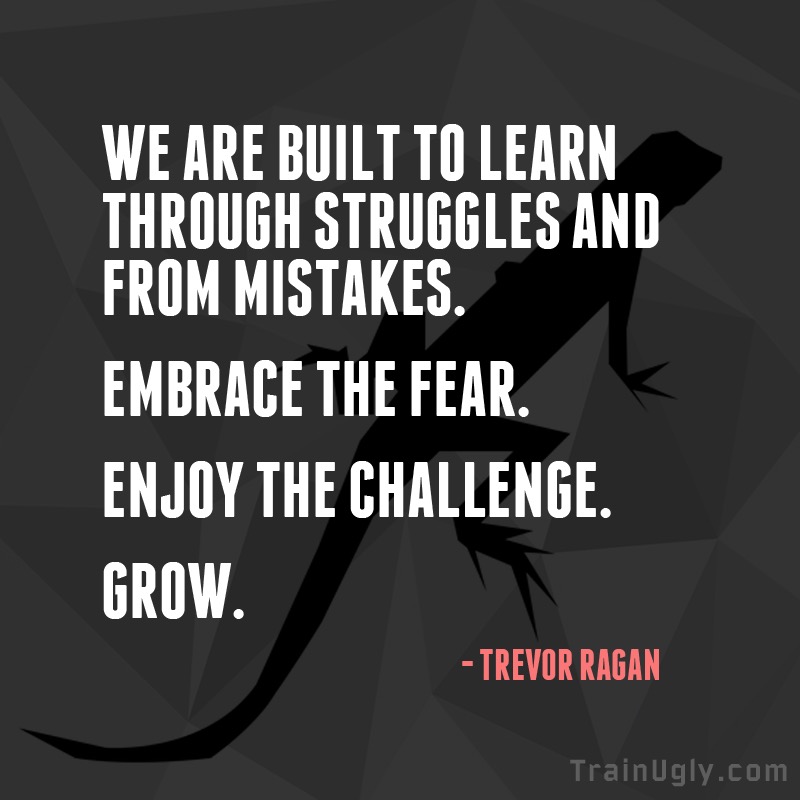 WE ARE BUILT TO LEARN
THROUGH STRUGGLES AND
FROM MISTAKES.
EMBRACE THE FEAR.
ENJOY THE CHALLENGE.
GROW.
- TREVOR RAGAN
TrainUgly.com